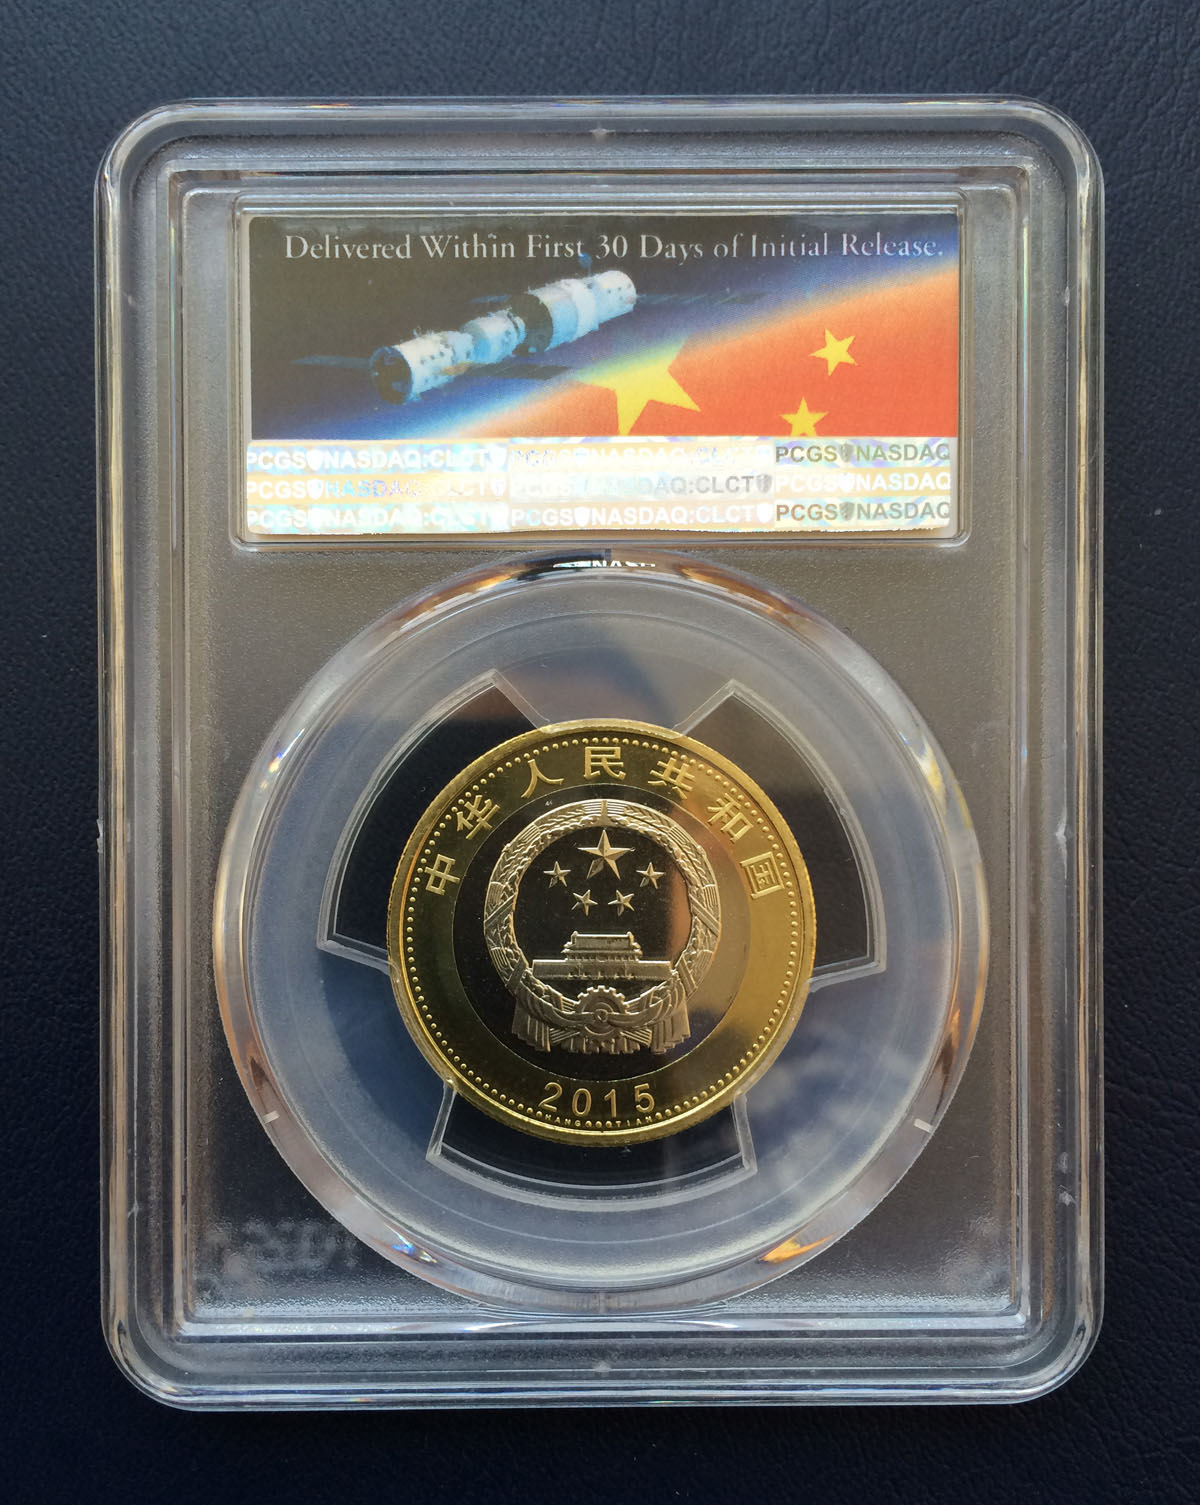 Delivered Within First 30 Days of Initial Release.
PCGS NASDAQ:CLCT PCGS NASDAQ:CLCT PCGS NASDAQ
PCGS NASDAQ:CLCT PCGS NASDAQ:CLCT PCGS NASDAQ
PCGS NASDAQ:CLCT PCGS NASDAQ:CLCT PCGS NASDAQ
中华人民共和国
2015
HANGGGGTIAN